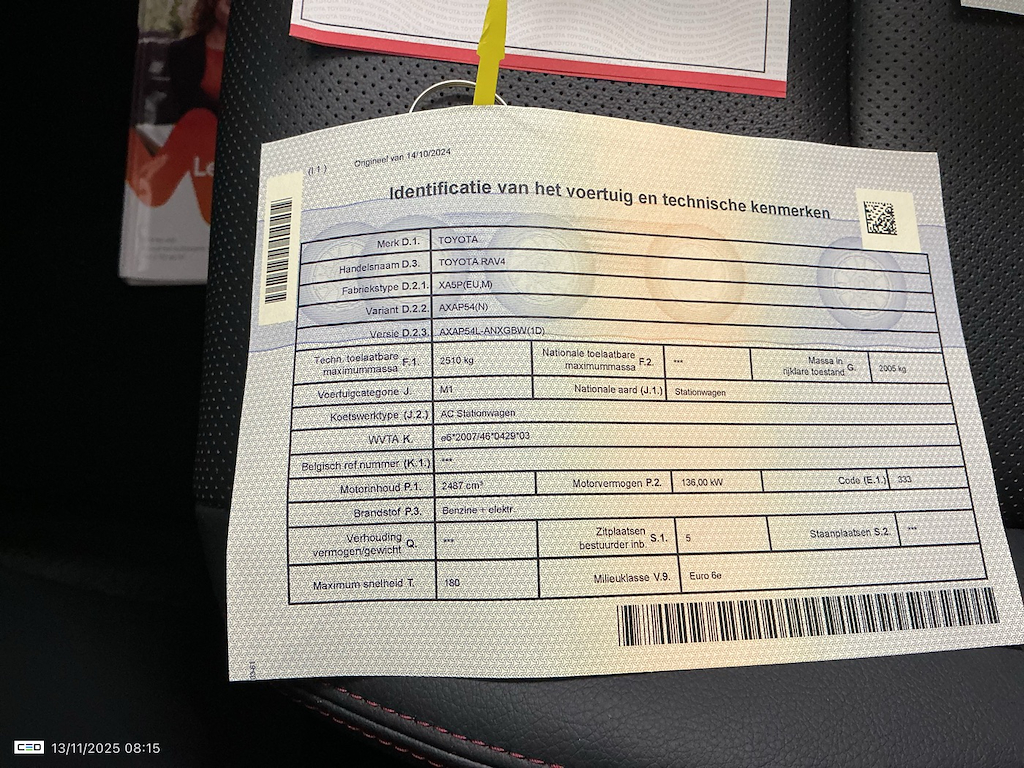 Le
(I.1) Origineel van 14/10/2024
Identificatie van het voertuig en technische kenmerken
Merk D.1. TOYOTA
Handelsnaam D.3. TOYOTA RAV4
Fabriekstype D.2.1. XA5P(EU,M)
Variant D.2.2. AXAP54(N)
Versie D.2.3. AXAP54L-ANXGBW(1D)
Techn. toelaatbare maximummassa F.1. 2510 kg Nationale toelaatbare maximummassa F.2. *** Massa in rijklare toestand G. 2005 kg
Voertuigcategorie J. M1 Nationale aard (J.1.) Stationwagen
Koetswerktype (J.2.) AC Stationwagen
WVTA K. e6*2007/46*0429*03
Belgisch ref.nummer (K.1.) ***
Motorinhoud P.1. 2487 cm³ Motorvermogen P.2. 136,00 kW Code (E.1.) 333
Brandstof P.3. Benzine + elektr.
Verhouding vermogen/gewicht Q. *** Zitplaatsen bestuurder inb. S.1. 5 Staanplaatsen S.2. ***
Maximum snelheid T. 180 Milieuklasse V.9. Euro 6e
CEO 13/11/2025 08:15